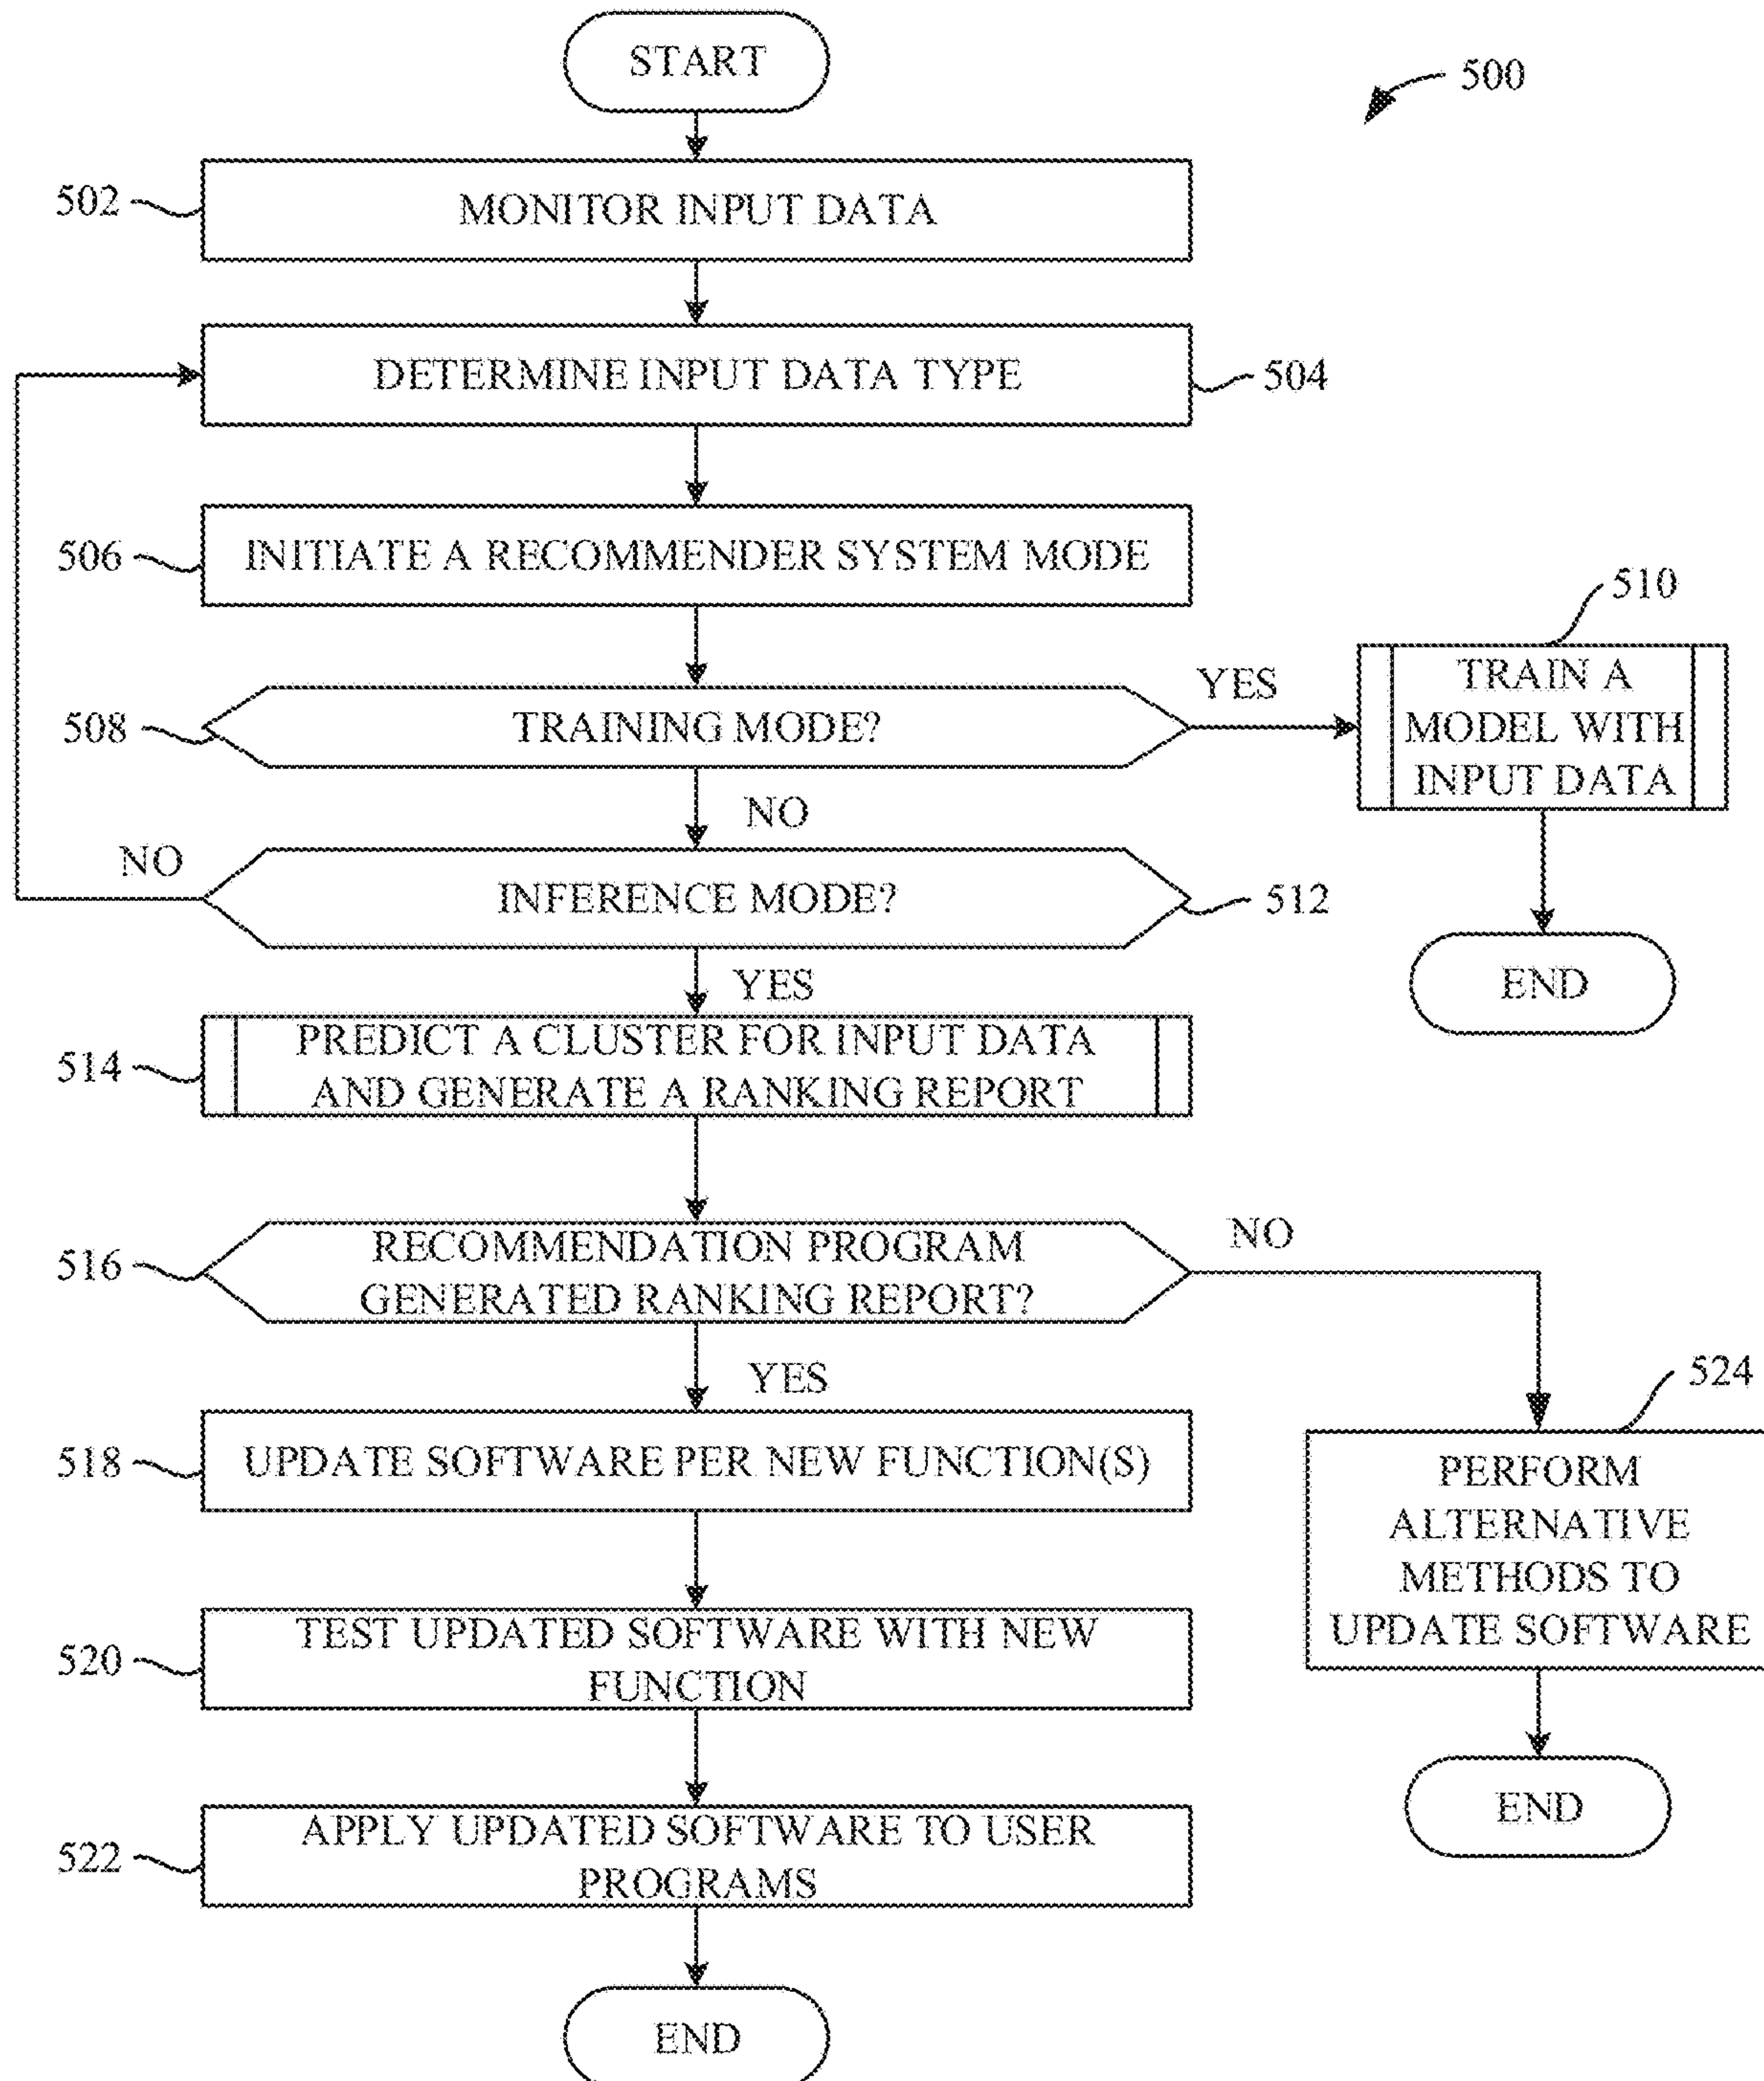 START
500
502
MONITOR INPUT DATA
DETERMINE INPUT DATA TYPE
504
506
INITIATE A RECOMMENDER SYSTEM MODE
510
508
TRAINING MODE?
YES
TRAIN A
MODEL WITH
INPUT DATA
NO
NO
INFERENCE MODE?
512
END
YES
514
PREDICT A CLUSTER FOR INPUT DATA
AND GENERATE A RANKING REPORT
516
RECOMMENDATION PROGRAM
GENERATED RANKING REPORT?
NO
YES
524
518
UPDATE SOFTWARE PER NEW FUNCTION(S)
PERFORM
ALTERNATIVE
METHODS TO
UPDATE SOFTWARE
520
TEST UPDATED SOFTWARE WITH NEW
FUNCTION
END
522
APPLY UPDATED SOFTWARE TO USER
PROGRAMS
END